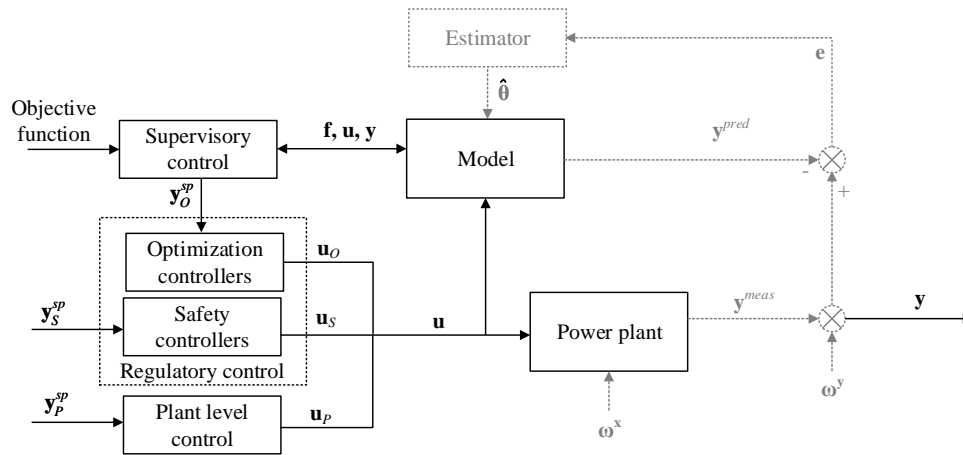 Estimator
e
θ̂
Objective
function
Supervisory
control
f, u, y
Model
y^{pred}
-
+
y_O^{sp}
Optimization
controllers
u_O
y_S^{sp}
Safety
controllers
u_S
u
Power plant
y^{meas}
y
Regulatory control
ω^x
ω^y
y_P^{sp}
Plant level
control
u_P